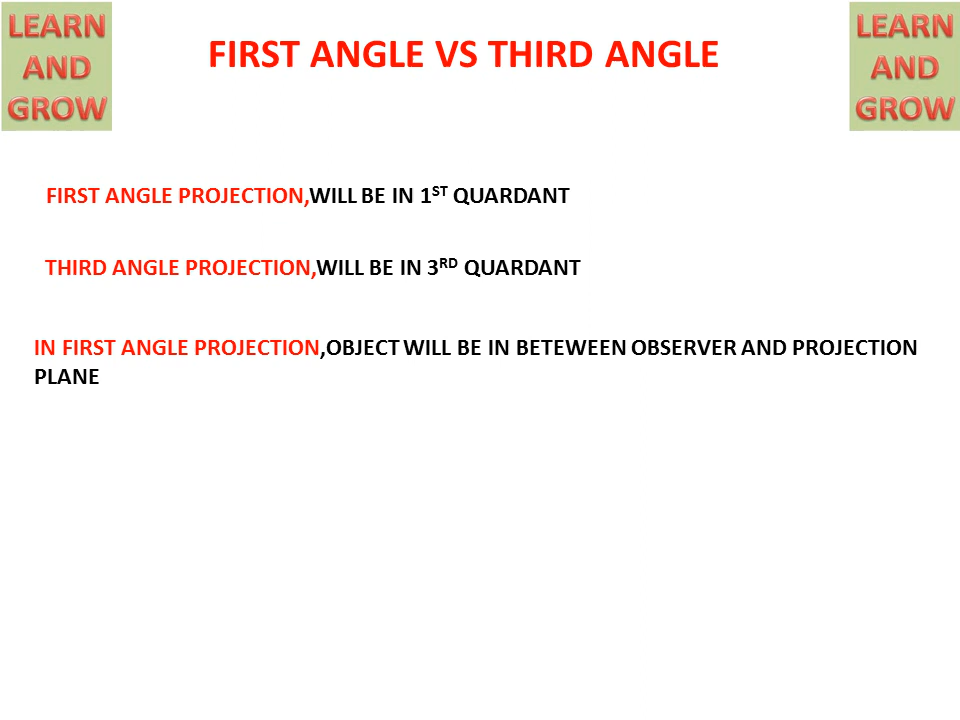 LEARN
AND
GROW
FIRST ANGLE VS THIRD ANGLE
LEARN
AND
GROW
FIRST ANGLE PROJECTION,WILL BE IN 1ST QUARDANT
THIRD ANGLE PROJECTION,WILL BE IN 3RD QUARDANT
IN FIRST ANGLE PROJECTION,OBJECT WILL BE IN BETEWEEN OBSERVER AND PROJECTION
PLANE